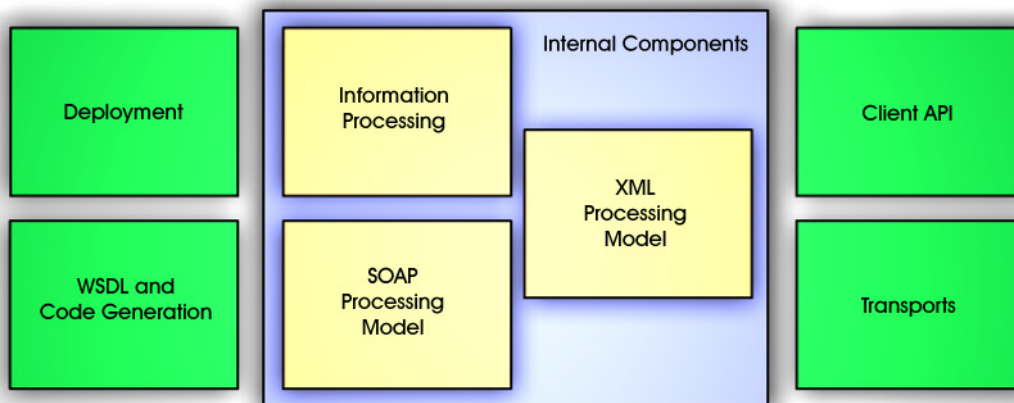 Deployment
WSDL and
Code Generation
Internal Components
Information
Processing
SOAP
Processing
Model
XML
Processing
Model
Client API
Transports